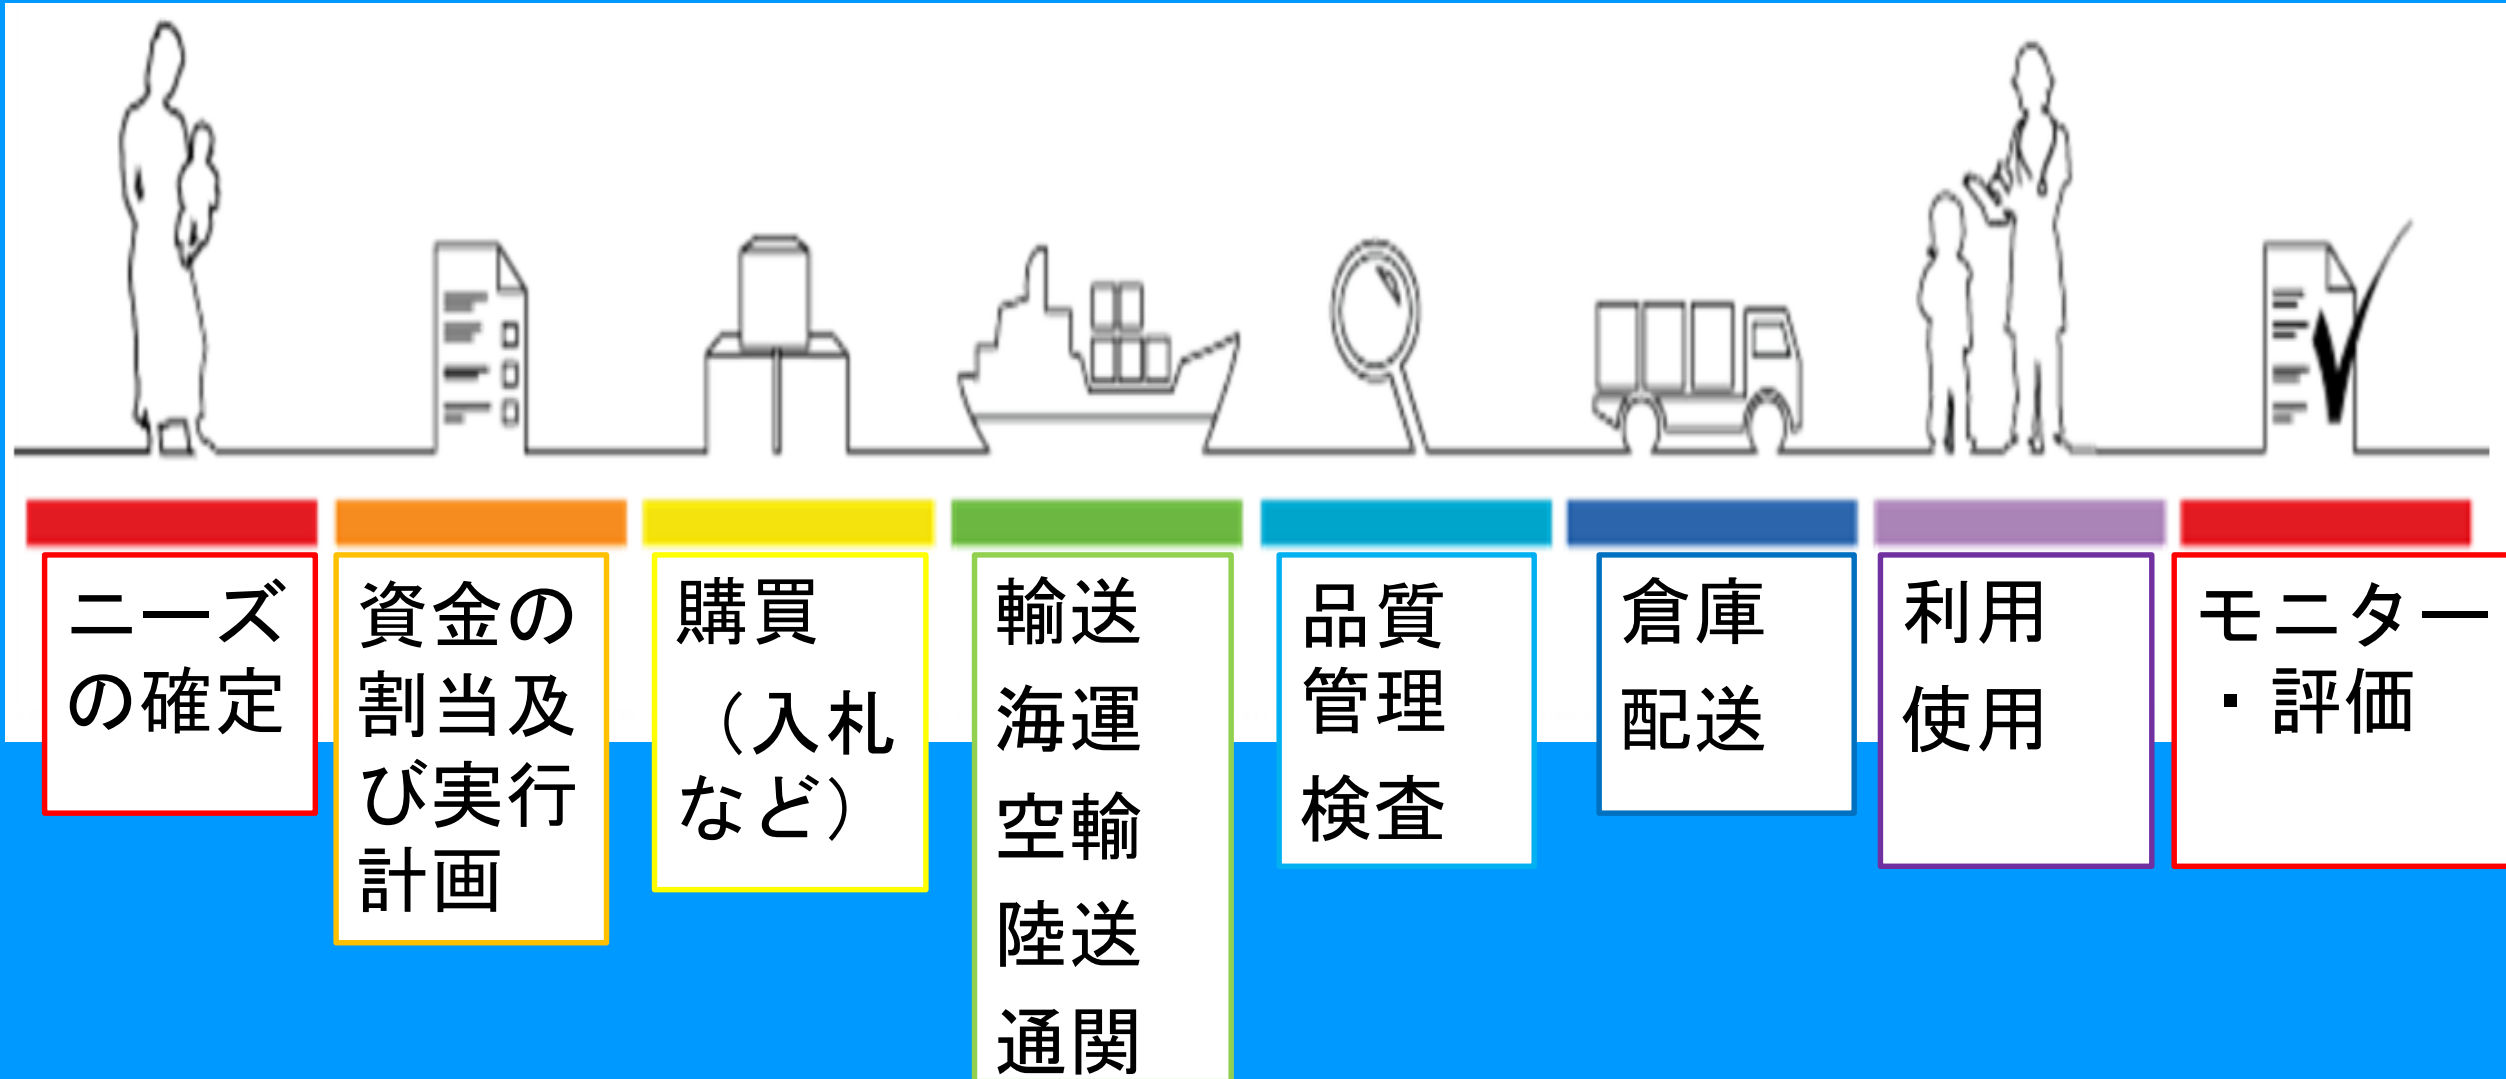 ニーズ
の確定
資金の
割当及
び実行
計画
購買
（入札
など）
輸送
海運
空輸
陸送
通関
品質
管理
検査
倉庫
配送
利用
使用
モニター
・評価